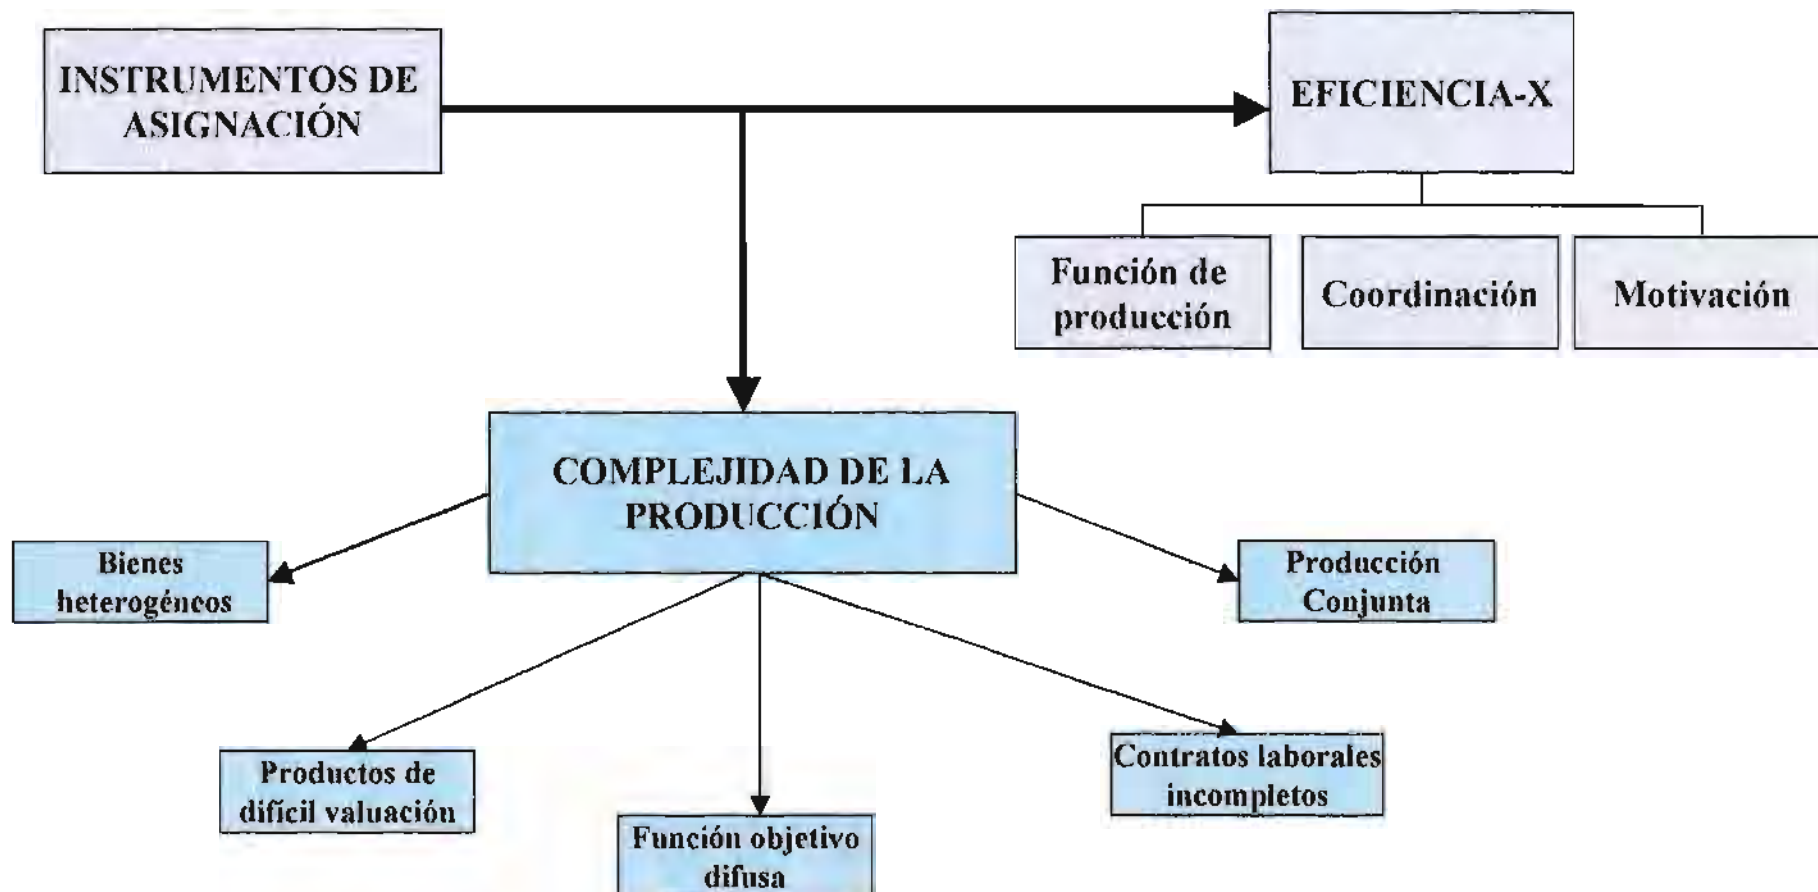 INSTRUMENTOS DE
ASIGNACIÓN
EFICIENCIA-X
Función de
producción
Coordinación
Motivación
COMPLEJIDAD DE LA
PRODUCCIÓN
Bienes
heterogéneos
Producción
Conjunta
Productos de
difícil valuación
Contratos laborales
incompletos
Función objetivo
difusa